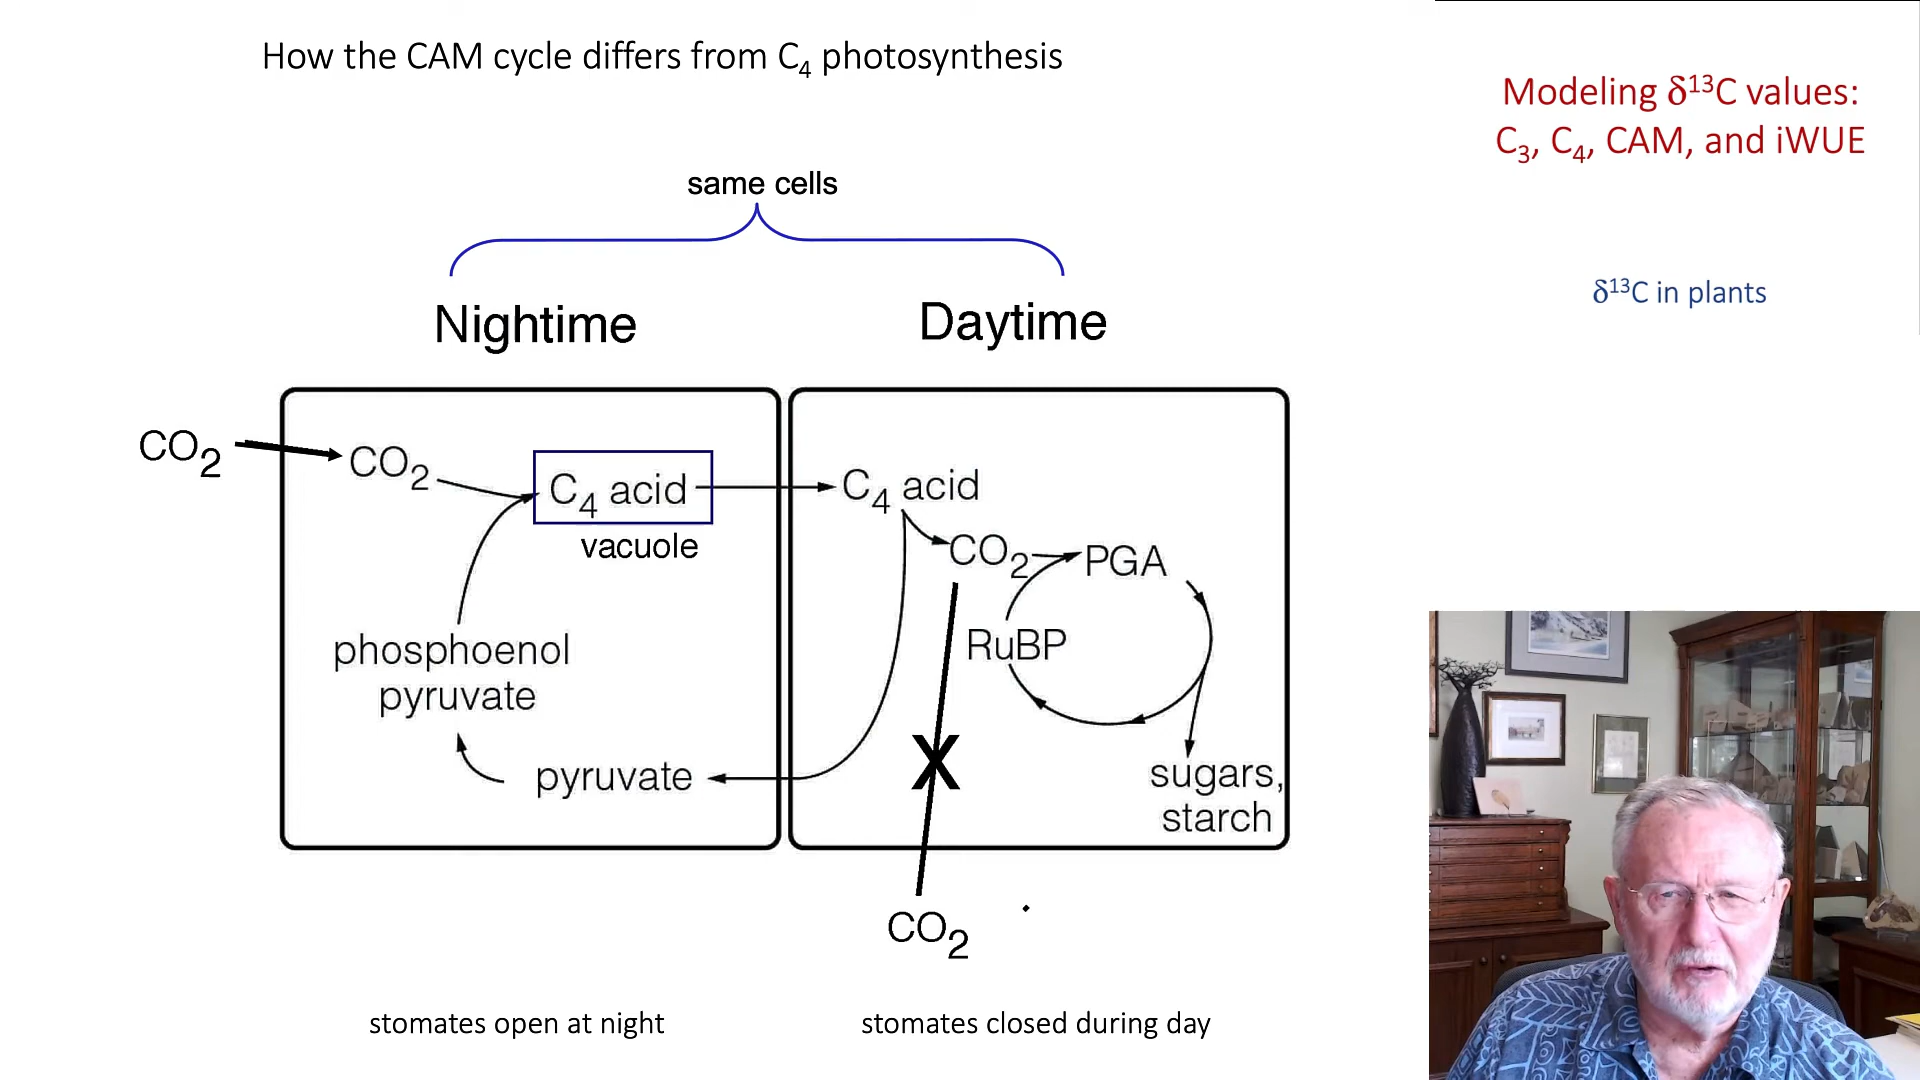 How the CAM cycle differs from C₄ photosynthesis
Modeling δ¹³C values:
C₃, C₄, CAM, and iWUE
δ¹³C in plants
same cells
Nightime
Daytime
CO₂
CO₂
C₄ acid
vacuole
C₄ acid
CO₂
PGA
RuBP
phosphoenol
pyruvate
pyruvate
X
sugars,
starch
CO₂
stomates open at night
stomates closed during day